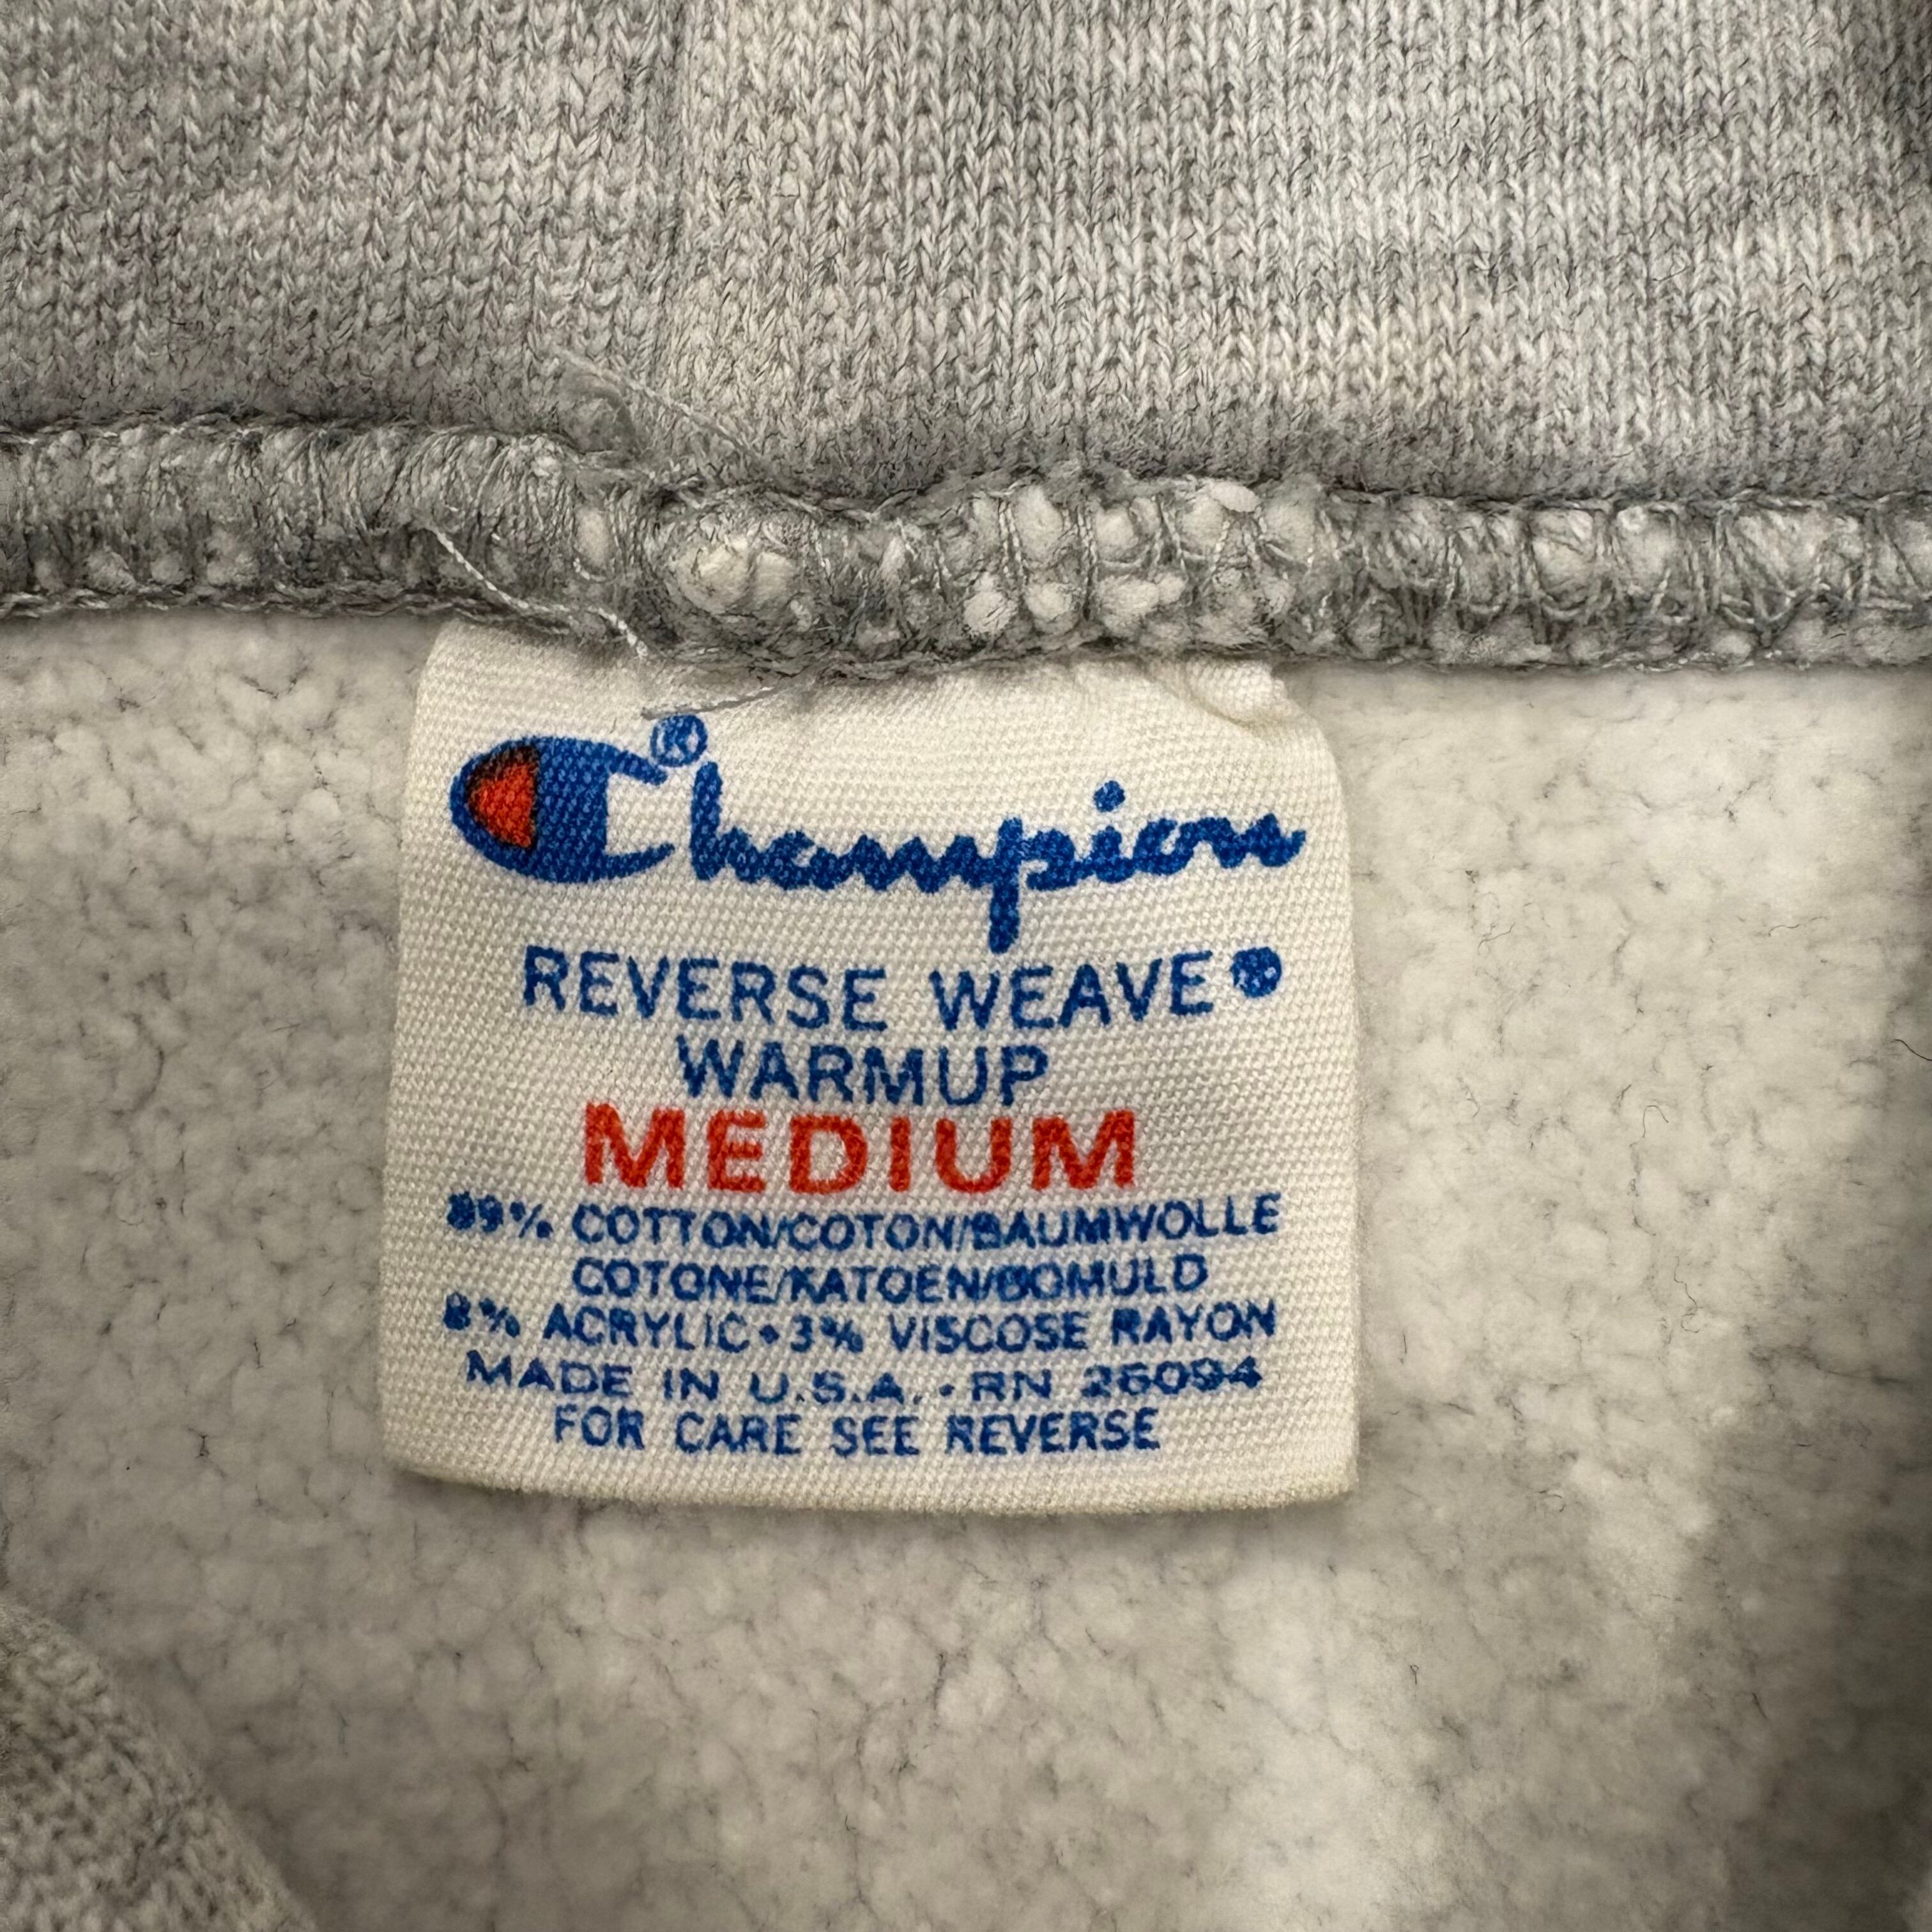 Champion®
REVERSE WEAVE®
WARMUP
MEDIUM
89% COTTON/COTON/BAUMWOLLE
COTONE/KATOEN/BOMULD
8% ACRYLIC•3% VISCOSE RAYON
MADE IN U.S.A. - RN 26094
FOR CARE SEE REVERSE